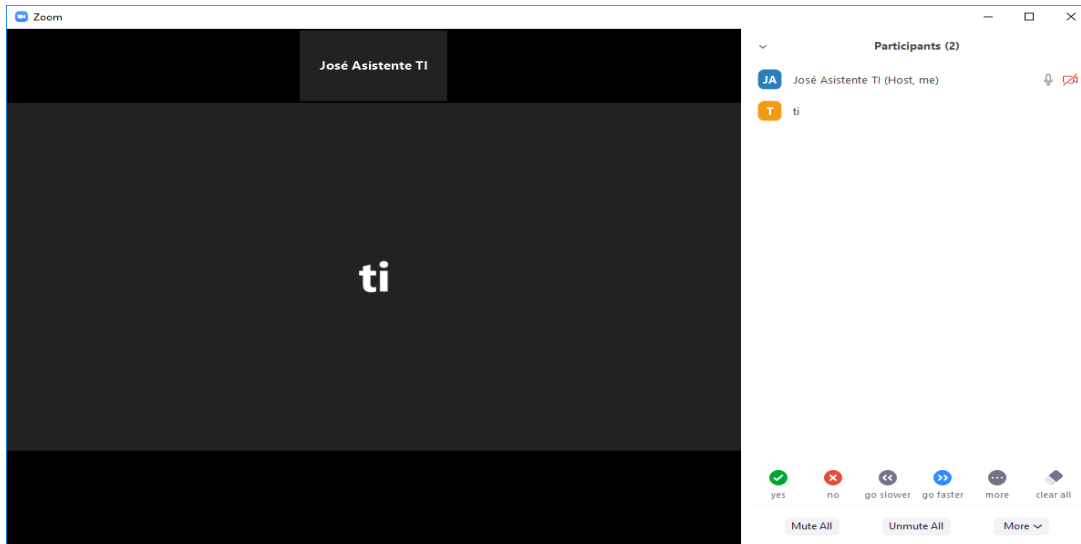 Zoom
José Asistente TI
ti
Participants (2)
JA José Asistente TI (Host, me)
T ti
yes no go slower go faster more clear all
Mute All Unmute All More